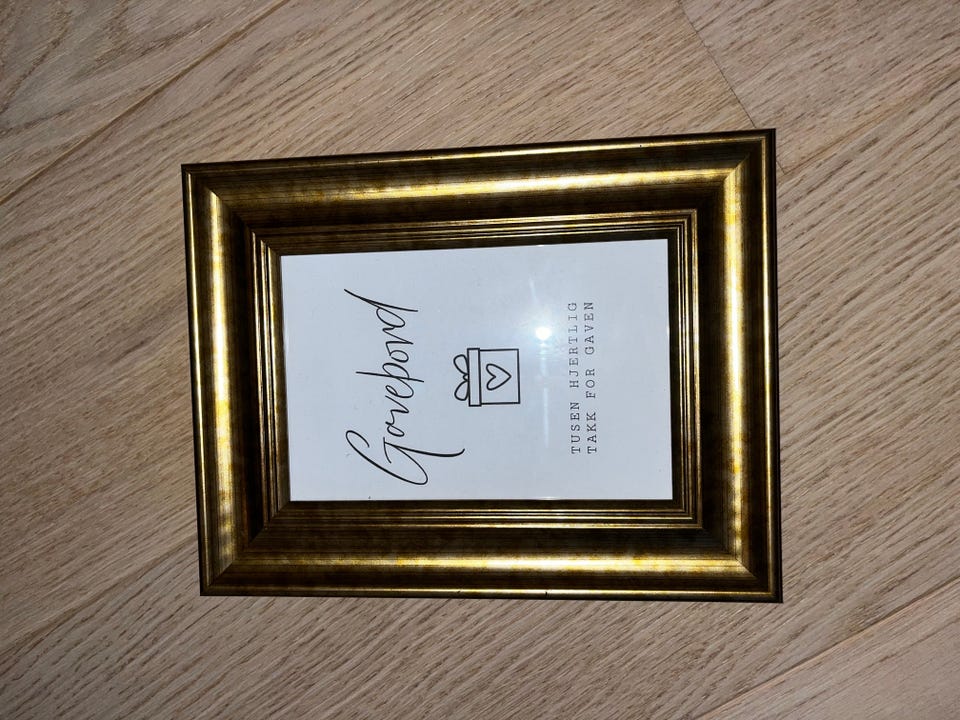 Gavebord
TUSEN HJERTLIG
TAKK FOR GAVEN